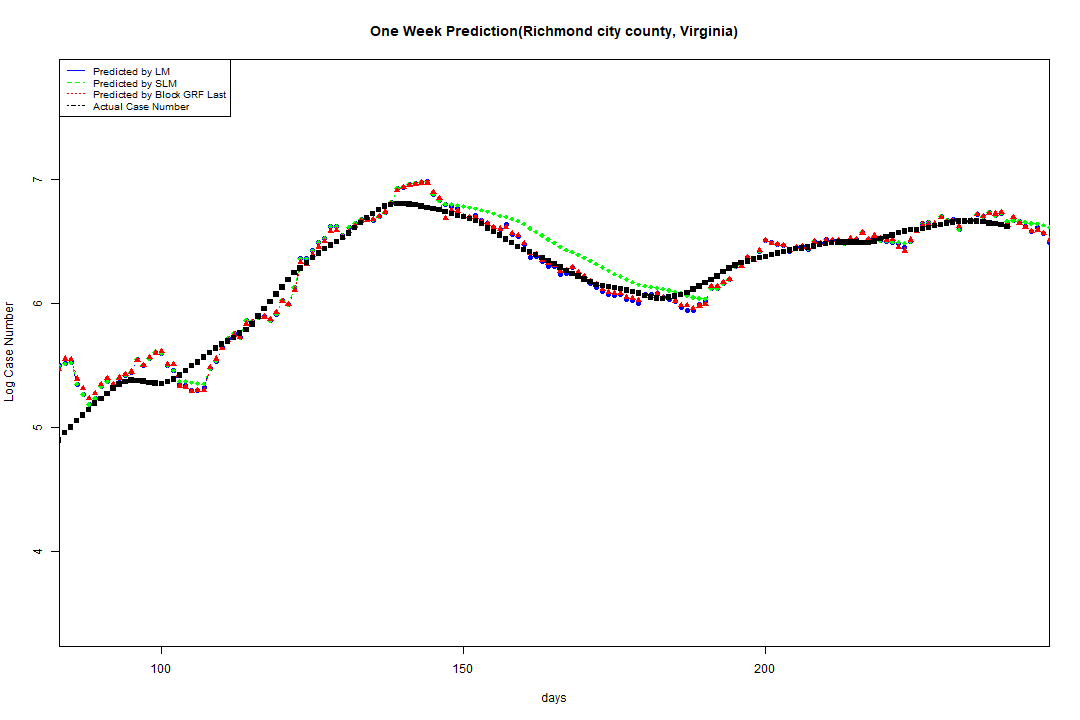 One Week Prediction(Richmond city county, Virginia)
Predicted by LM
Predicted by SLM
Predicted by Block GRF Last
Actual Case Number
7
6
5
4
Log Case Number
100 150 200
days